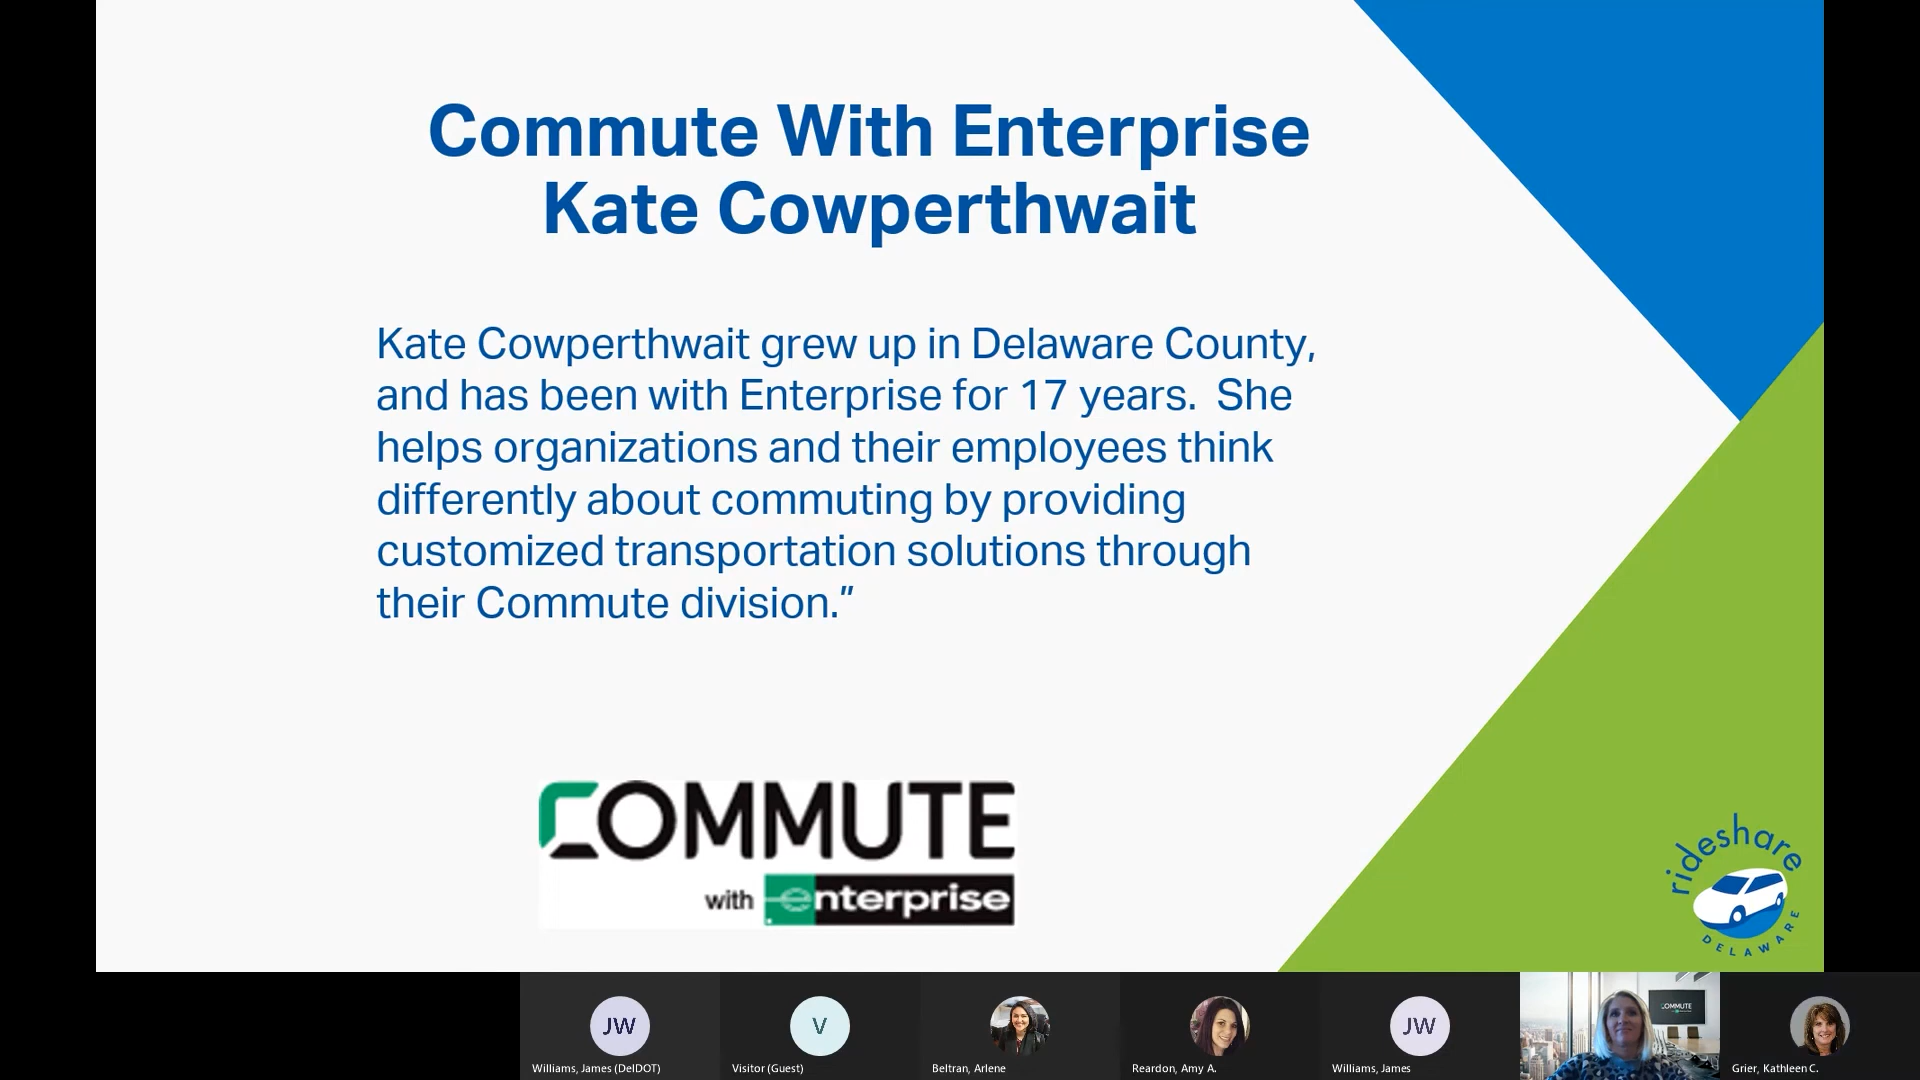 Commute With Enterprise
Kate Cowperthwait
Kate Cowperthwait grew up in Delaware County,
and has been with Enterprise for 17 years.  She
helps organizations and their employees think
differently about commuting by providing
customized transportation solutions through
their Commute division.”
COMMUTE
with enterprise
rideshare
DELAWARE
JW
V
JW
COMMUTE
Williams, James (DelDOT)
Visitor (Guest)
Beltran, Arlene
Reardon, Amy A.
Williams, James
Grier, Kathleen C.